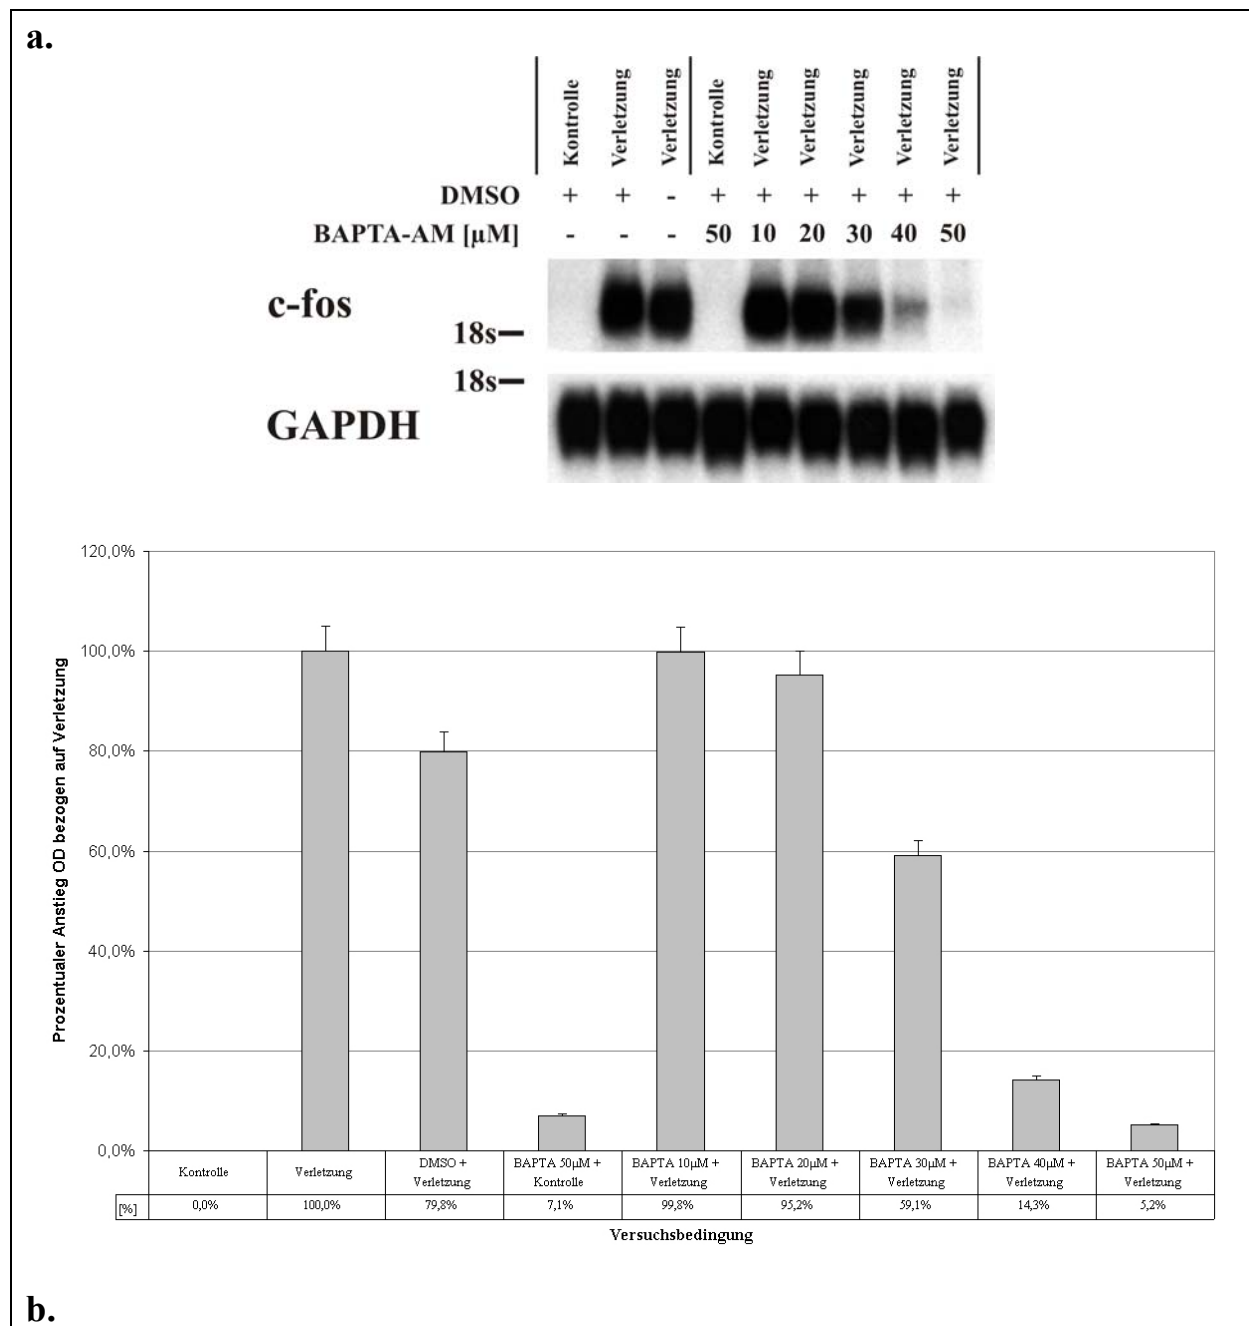 a.
Kontrolle Verletzung Verletzung Kontrolle Verletzung Verletzung Verletzung Verletzung Verletzung
DMSO + + - + + + + + +
BAPTA-AM [µM] - - - 50 10 20 30 40 50
c-fos
18s
18s
GAPDH
Prozentualer Anstieg OD bezogen auf Verletzung
120,0%
100,0%
80,0%
60,0%
40,0%
20,0%
0,0%
Kontrolle Verletzung DMSO + Verletzung BAPTA 50µM + Kontrolle BAPTA 10µM + Verletzung BAPTA 20µM + Verletzung BAPTA 30µM + Verletzung BAPTA 40µM + Verletzung BAPTA 50µM + Verletzung
[%] 0,0% 100,0% 79,8% 7,1% 99,8% 95,2% 59,1% 14,3% 5,2%
Versuchsbedingung
b.